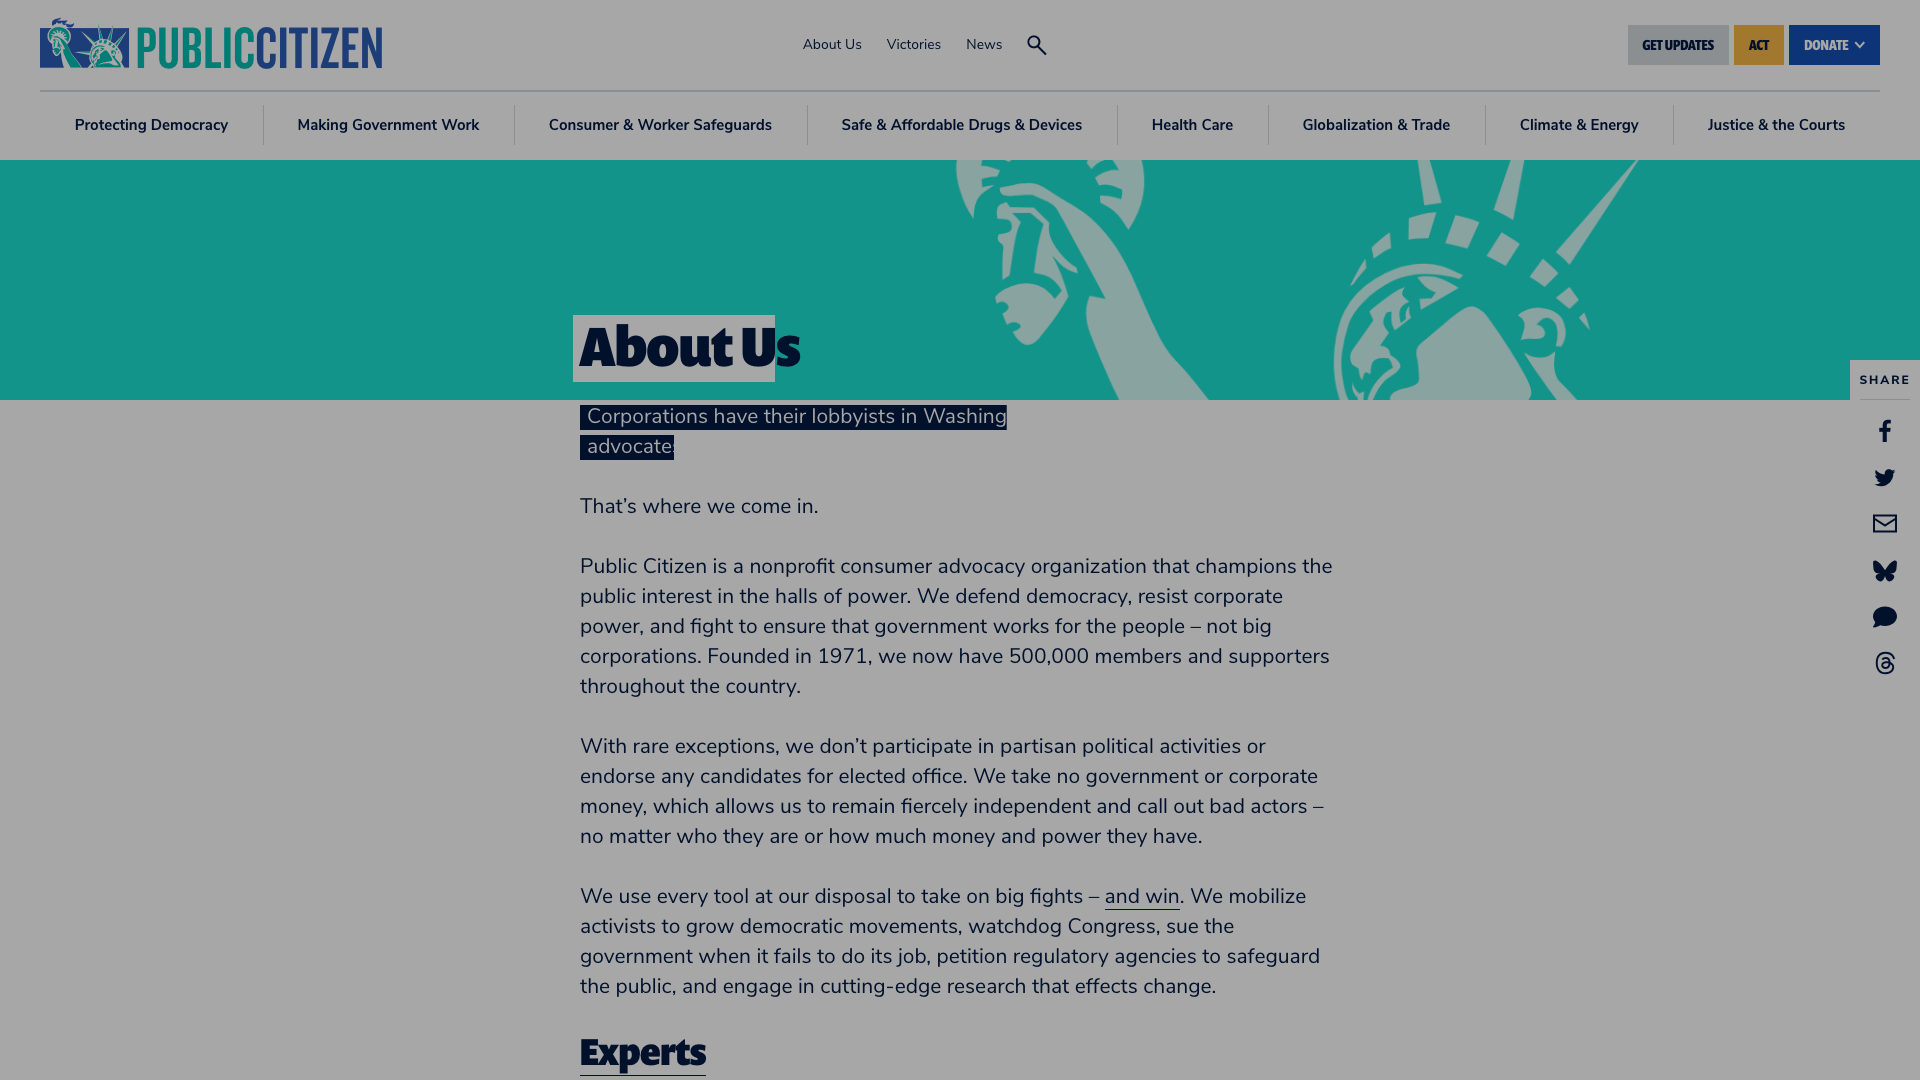 PUBLICCITIZEN
About Us
Victories
News
GET UPDATES
ACT
DONATE
Protecting Democracy
Making Government Work
Consumer & Worker Safeguards
Safe & Affordable Drugs & Devices
Health Care
Globalization & Trade
Climate & Energy
Justice & the Courts
About Us
SHARE
Corporations have their lobbyists in Washing
advocate
That’s where we come in.
Public Citizen is a nonprofit consumer advocacy organization that champions the
public interest in the halls of power. We defend democracy, resist corporate
power, and fight to ensure that government works for the people – not big
corporations. Founded in 1971, we now have 500,000 members and supporters
throughout the country.
With rare exceptions, we don’t participate in partisan political activities or
endorse any candidates for elected office. We take no government or corporate
money, which allows us to remain fiercely independent and call out bad actors –
no matter who they are or how much money and power they have.
We use every tool at our disposal to take on big fights – and win. We mobilize
activists to grow democratic movements, watchdog Congress, sue the
government when it fails to do its job, petition regulatory agencies to safeguard
the public, and engage in cutting-edge research that effects change.
Experts